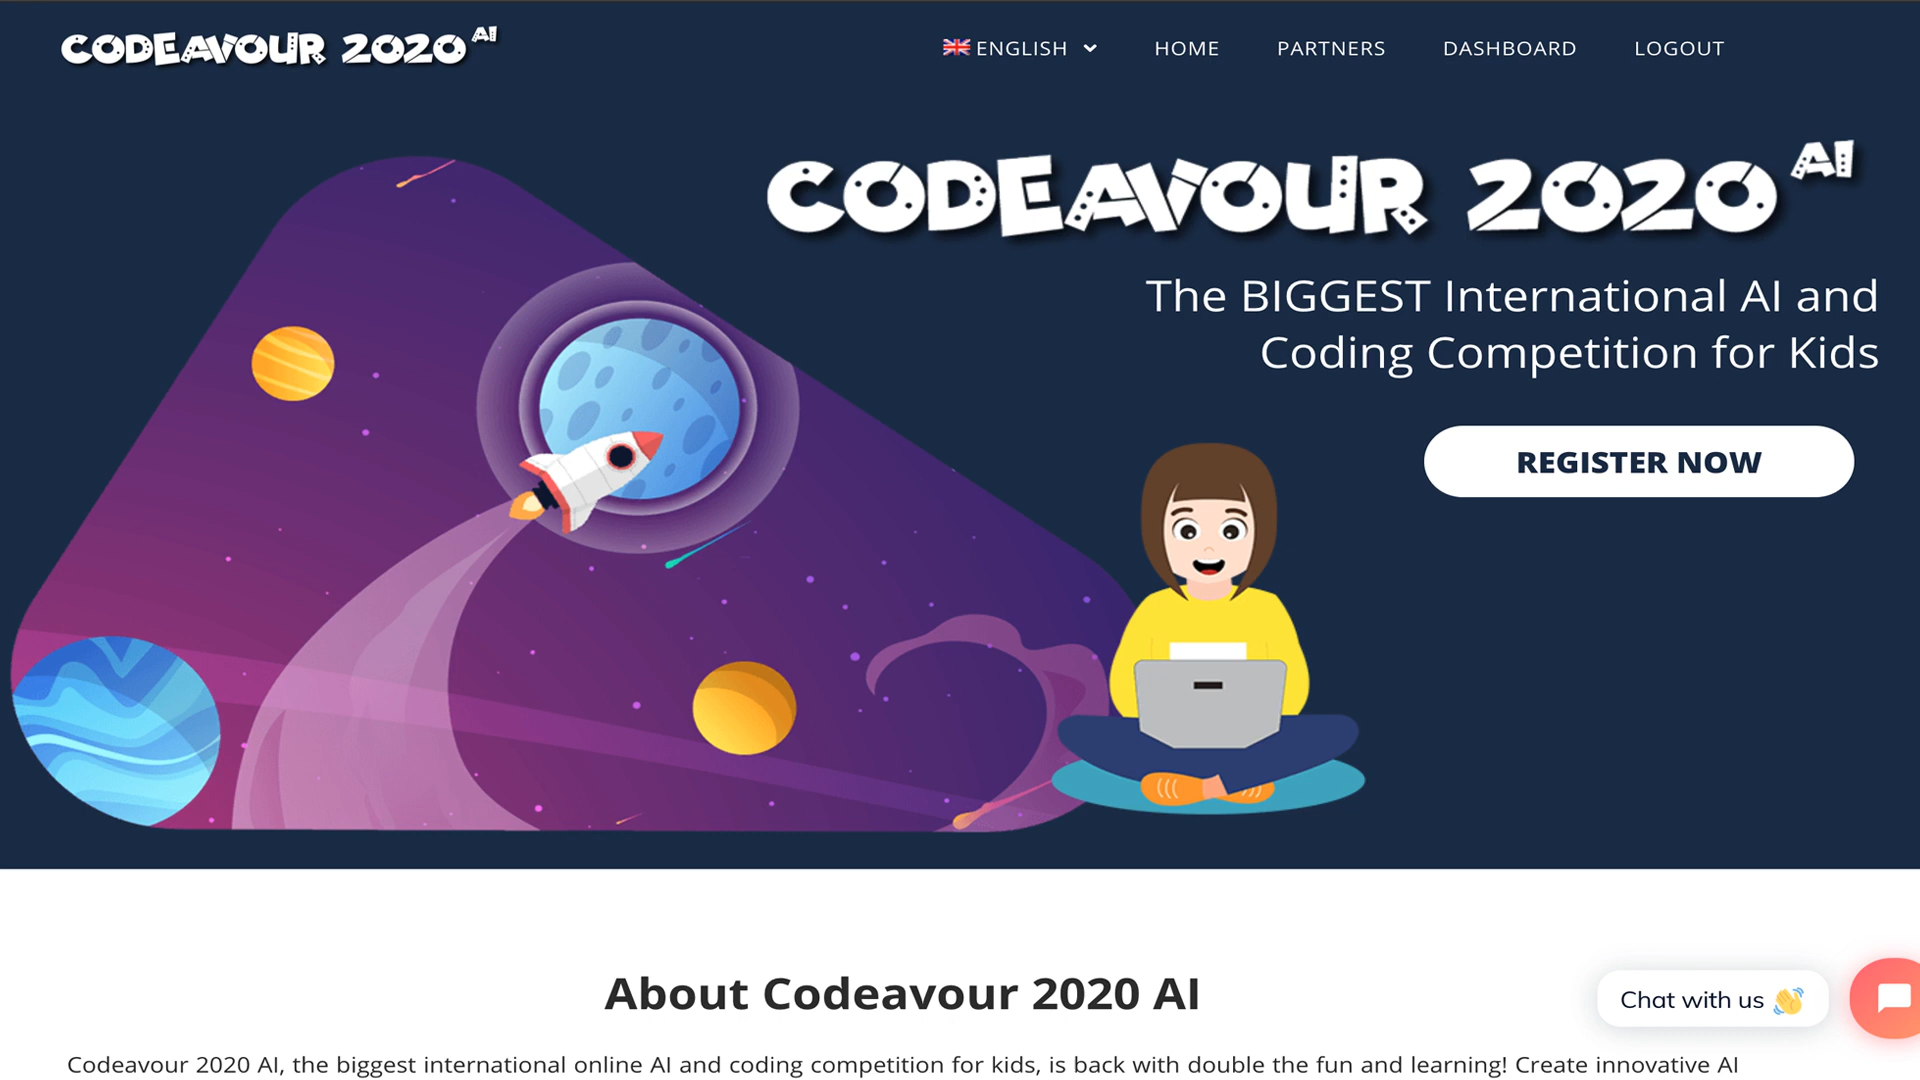 CODEAVOUR 2020 AI
ENGLISH HOME PARTNERS DASHBOARD LOGOUT
CODEAVOUR 2020 AI
The BIGGEST International AI and
Coding Competition for Kids
REGISTER NOW
About Codeavour 2020 AI
Chat with us
Codeavour 2020 AI, the biggest international online AI and coding competition for kids, is back with double the fun and learning! Create innovative AI